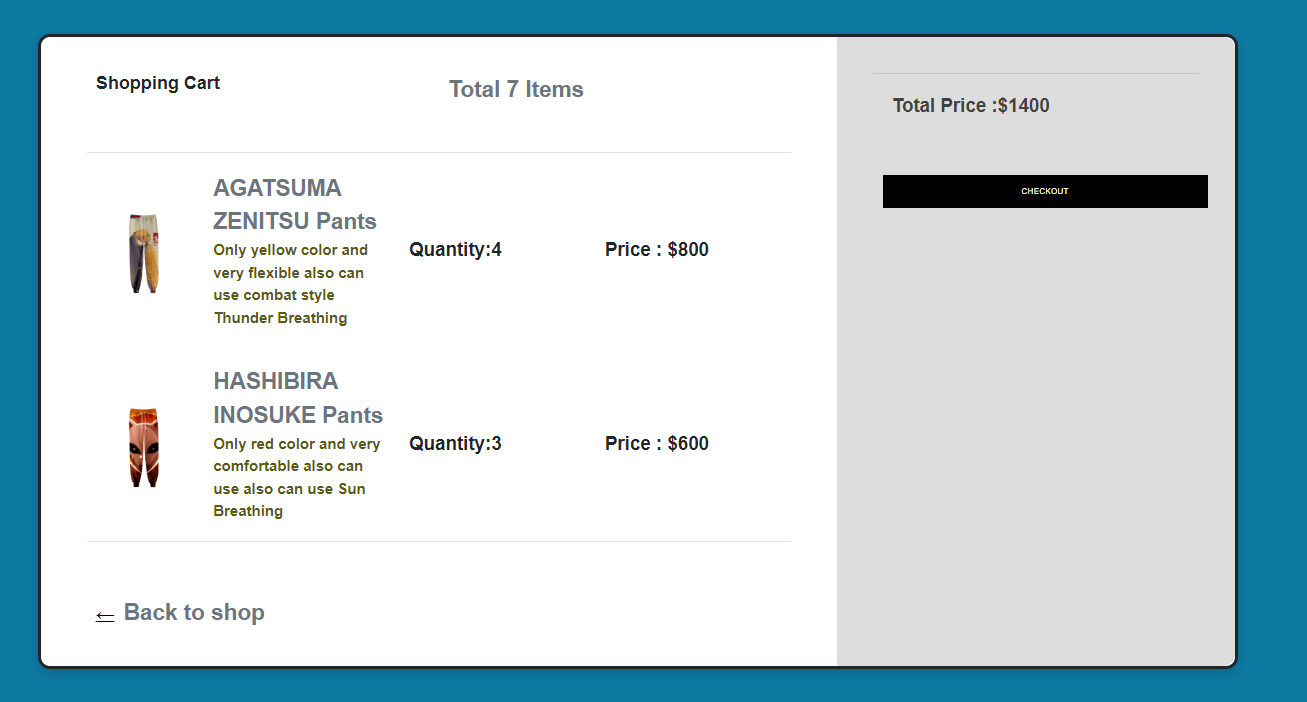 Shopping Cart
Total 7 Items
AGATSUMA
ZENITSU Pants
Only yellow color and
very flexible also can
use combat style
Thunder Breathing
Quantity:4
Price : $800
HASHIBIRA
INOSUKE Pants
Only red color and very
comfortable also can
use also can use Sun
Breathing
Quantity:3
Price : $600
← Back to shop
Total Price :$1400
CHECKOUT